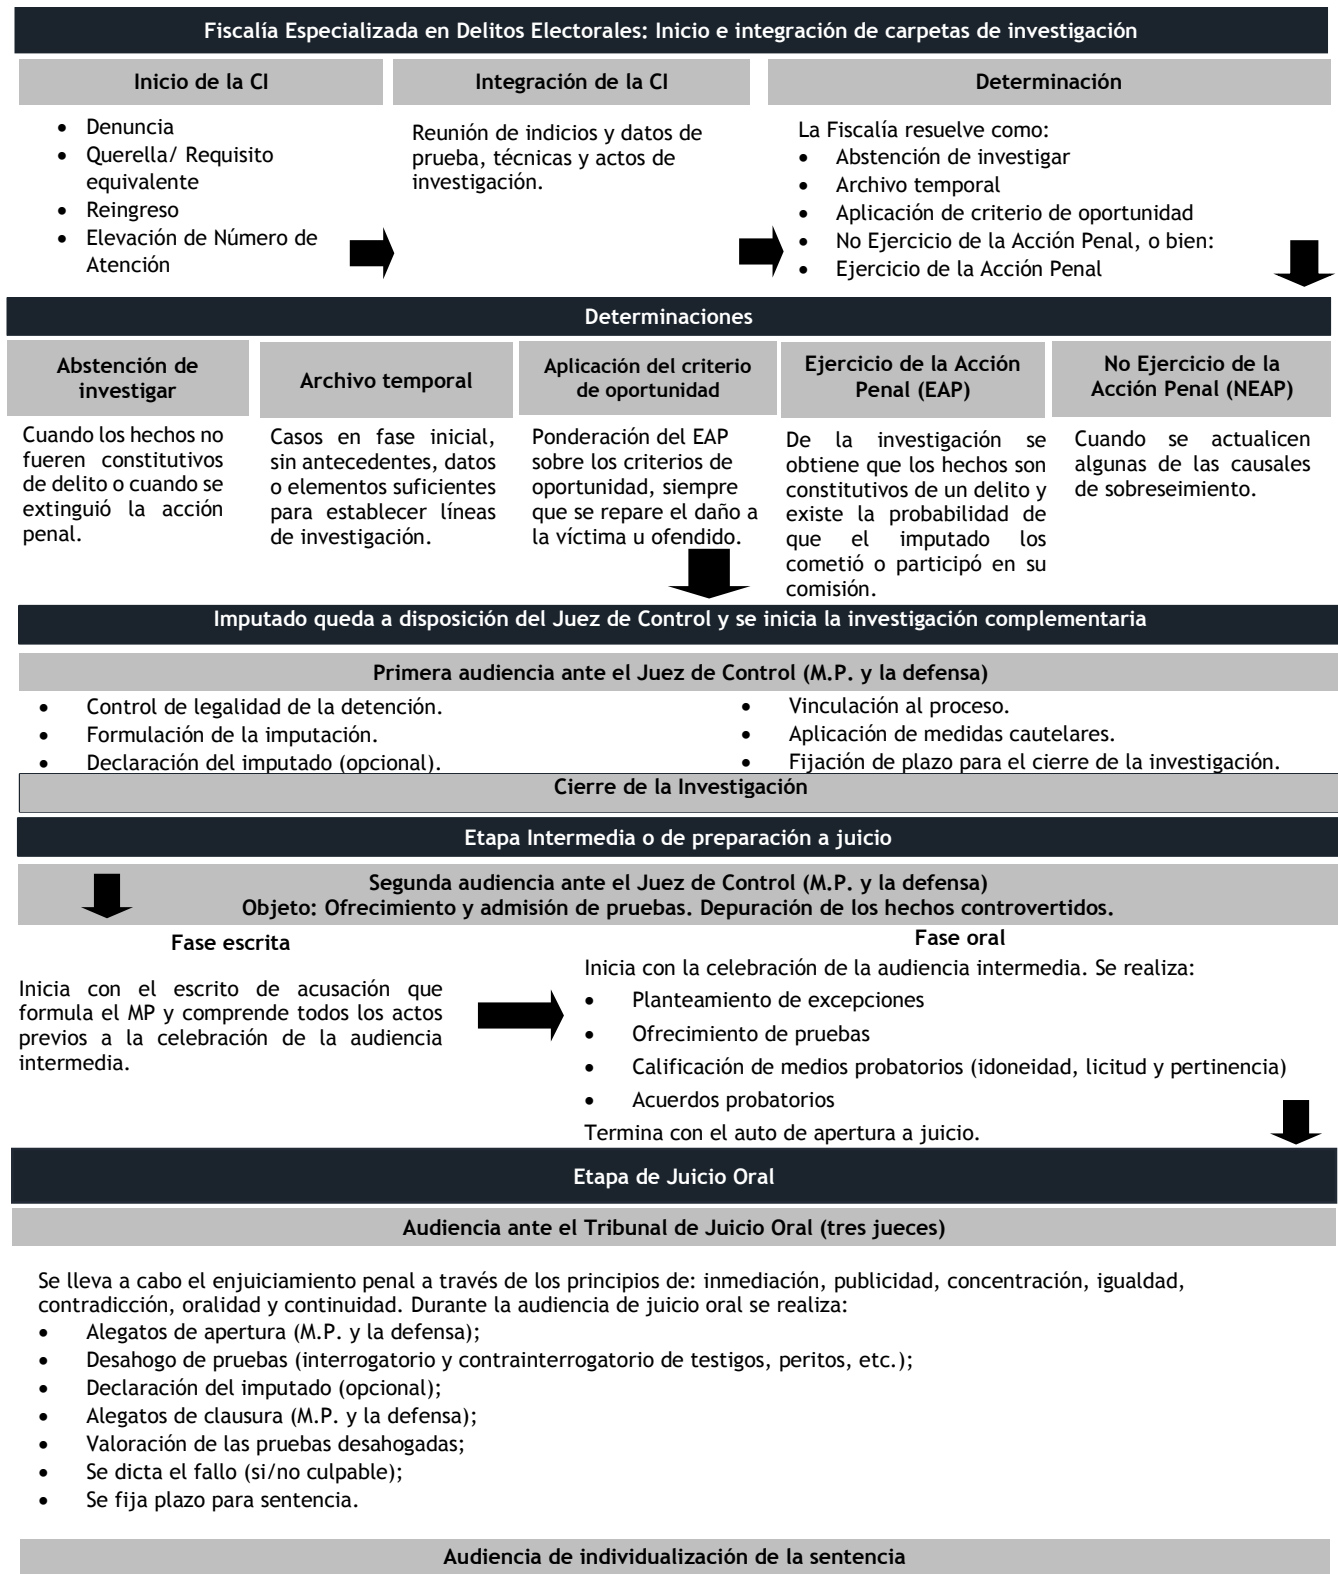 Fiscalía Especializada en Delitos Electorales: Inicio e integración de carpetas de investigación
Inicio de la CI
• Denuncia
• Querella/ Requisito
equivalente
• Reingreso
• Elevación de Número de
Atención
Integración de la CI
Reunión de indicios y datos de
prueba, técnicas y actos de
investigación.
Determinación
La Fiscalía resuelve como:
• Abstención de investigar
• Archivo temporal
• Aplicación de criterio de oportunidad
• No Ejercicio de la Acción Penal, o bien:
• Ejercicio de la Acción Penal
Determinaciones
Abstención de
investigar
Cuando los hechos no
fueren constitutivos
de delito o cuando se
extinguió la acción
penal.
Archivo temporal
Casos en fase inicial,
sin antecedentes, datos
o elementos suficientes
para establecer líneas
de investigación.
Aplicación del criterio
de oportunidad
Ponderación del EAP
sobre los criterios de
oportunidad, siempre
que se repare el daño a
la víctima u ofendido.
Ejercicio de la Acción
Penal (EAP)
De la investigación se
obtiene que los hechos son
constitutivos de un delito y
existe la probabilidad de
que el imputado los
cometió o participó en su
comisión.
No Ejercicio de la
Acción Penal (NEAP)
Cuando se actualicen
algunas de las causales
de sobreseimiento.
Imputado queda a disposición del Juez de Control y se inicia la investigación complementaria
Primera audiencia ante el Juez de Control (M.P. y la defensa)
• Control de legalidad de la detención.
• Formulación de la imputación.
• Declaración del imputado (opcional).
• Vinculación al proceso.
• Aplicación de medidas cautelares.
• Fijación de plazo para el cierre de la investigación.
Cierre de la Investigación
Etapa Intermedia o de preparación a juicio
Segunda audiencia ante el Juez de Control (M.P. y la defensa)
Objeto: Ofrecimiento y admisión de pruebas. Depuración de los hechos controvertidos.
Fase escrita
Inicia con el escrito de acusación que
formula el MP y comprende todos los actos
previos a la celebración de la audiencia
intermedia.
Fase oral
Inicia con la celebración de la audiencia intermedia. Se realiza:
• Planteamiento de excepciones
• Ofrecimiento de pruebas
• Calificación de medios probatorios (idoneidad, licitud y pertinencia)
• Acuerdos probatorios
Termina con el auto de apertura a juicio.
Etapa de Juicio Oral
Audiencia ante el Tribunal de Juicio Oral (tres jueces)
Se lleva a cabo el enjuiciamiento penal a través de los principios de: inmediación, publicidad, concentración, igualdad,
contradicción, oralidad y continuidad. Durante la audiencia de juicio oral se realiza:
• Alegatos de apertura (M.P. y la defensa);
• Desahogo de pruebas (interrogatorio y contrainterrogatorio de testigos, peritos, etc.);
• Declaración del imputado (opcional);
• Alegatos de clausura (M.P. y la defensa);
• Valoración de las pruebas desahogadas;
• Se dicta el fallo (si/no culpable);
• Se fija plazo para sentencia.
Audiencia de individualización de la sentencia